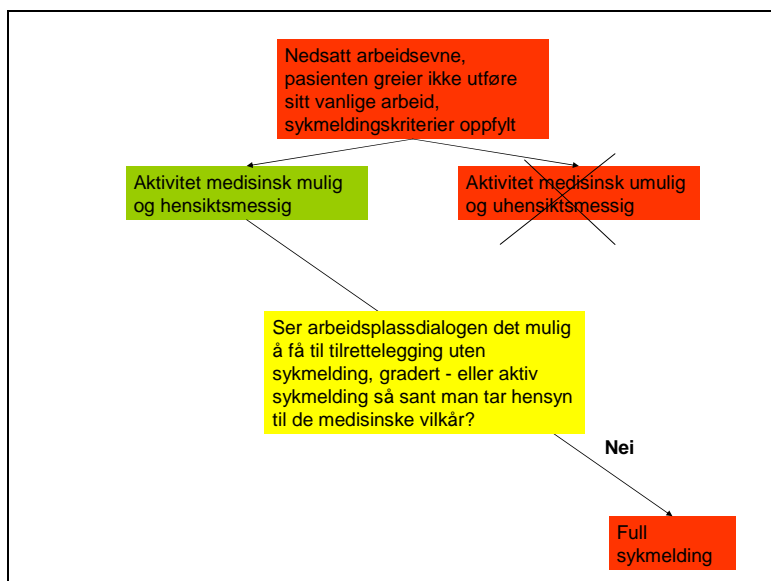 Nedsatt arbeidsevne,
pasienten greier ikke utføre
sitt vanlige arbeid,
sykmeldingskriterier oppfylt
Aktivitet medisinsk mulig
og hensiktsmessig
Aktivitet medisinsk umulig
og uhensiktsmessig
Ser arbeidsplassdialogen det mulig
å få til tilrettelegging uten
sykmelding, gradert - eller aktiv
sykmelding så sant man tar hensyn
til de medisinske vilkår?
Nei
Full
sykmelding